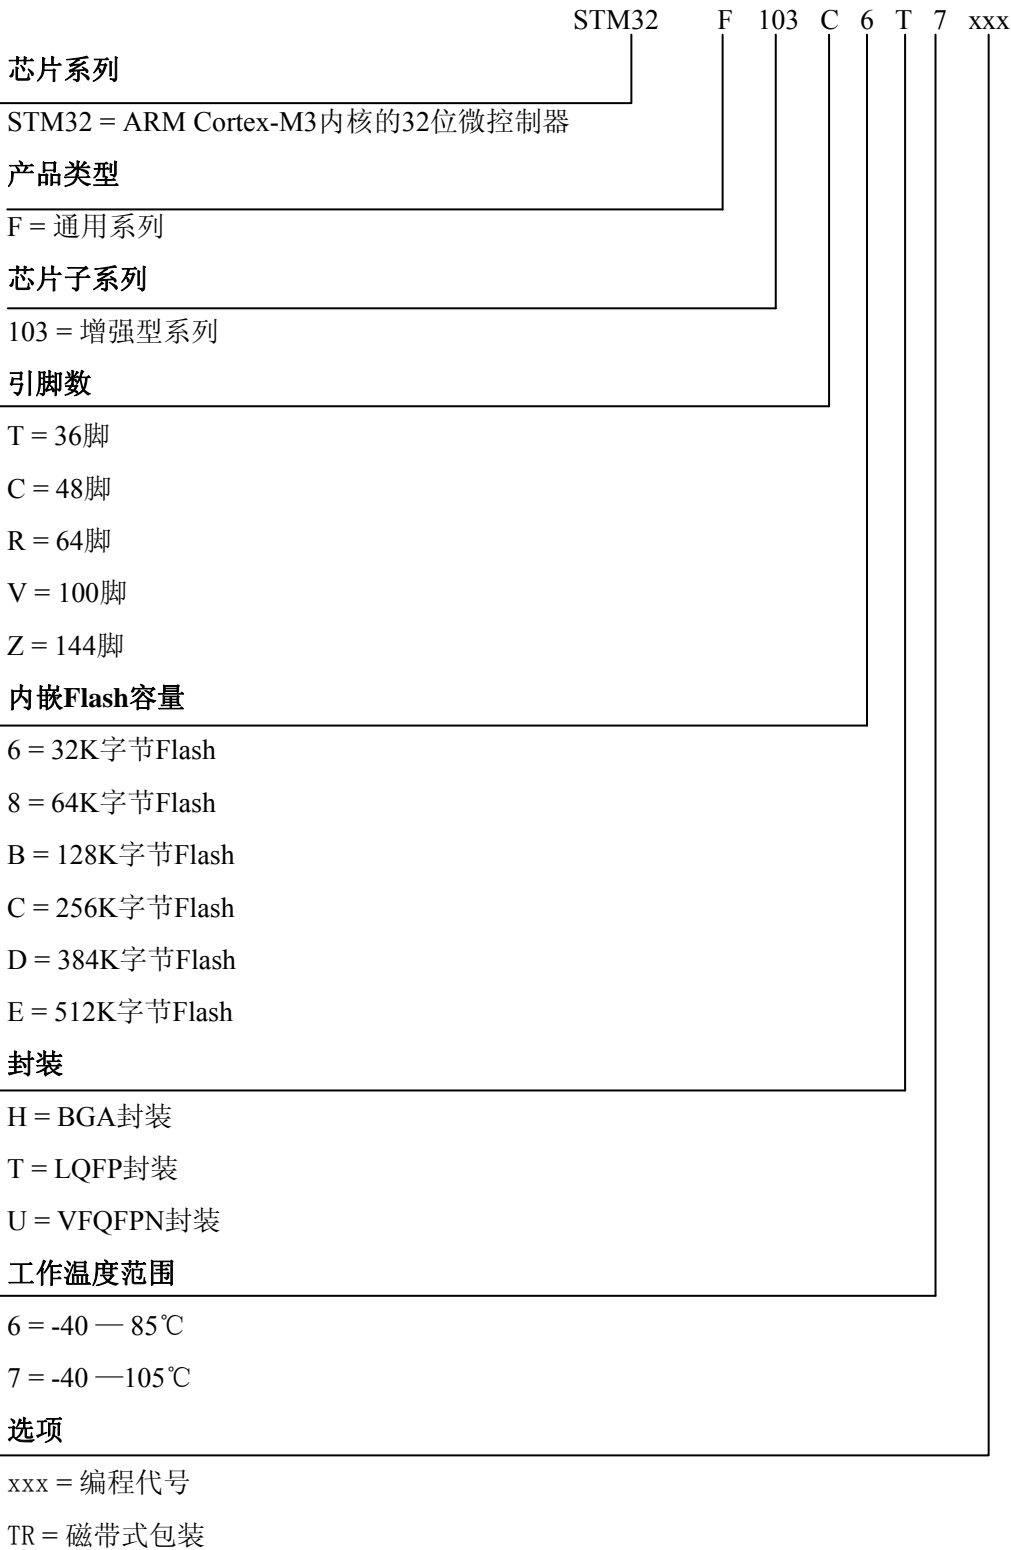 STM32 F 103 C 6 T 7 xxx
芯片系列
STM32 = ARM Cortex-M3内核的32位微控制器
产品类型
F = 通用系列
芯片子系列
103 = 增强型系列
引脚数
T = 36脚
C = 48脚
R = 64脚
V = 100脚
Z = 144脚
内嵌Flash容量
6 = 32K字节Flash
8 = 64K字节Flash
B = 128K字节Flash
C = 256K字节Flash
D = 384K字节Flash
E = 512K字节Flash
封装
H = BGA封装
T = LQFP封装
U = VFQFPN封装
工作温度范围
6 = -40 — 85℃
7 = -40 —105℃
选项
xxx = 编程代号
TR = 磁带式包装